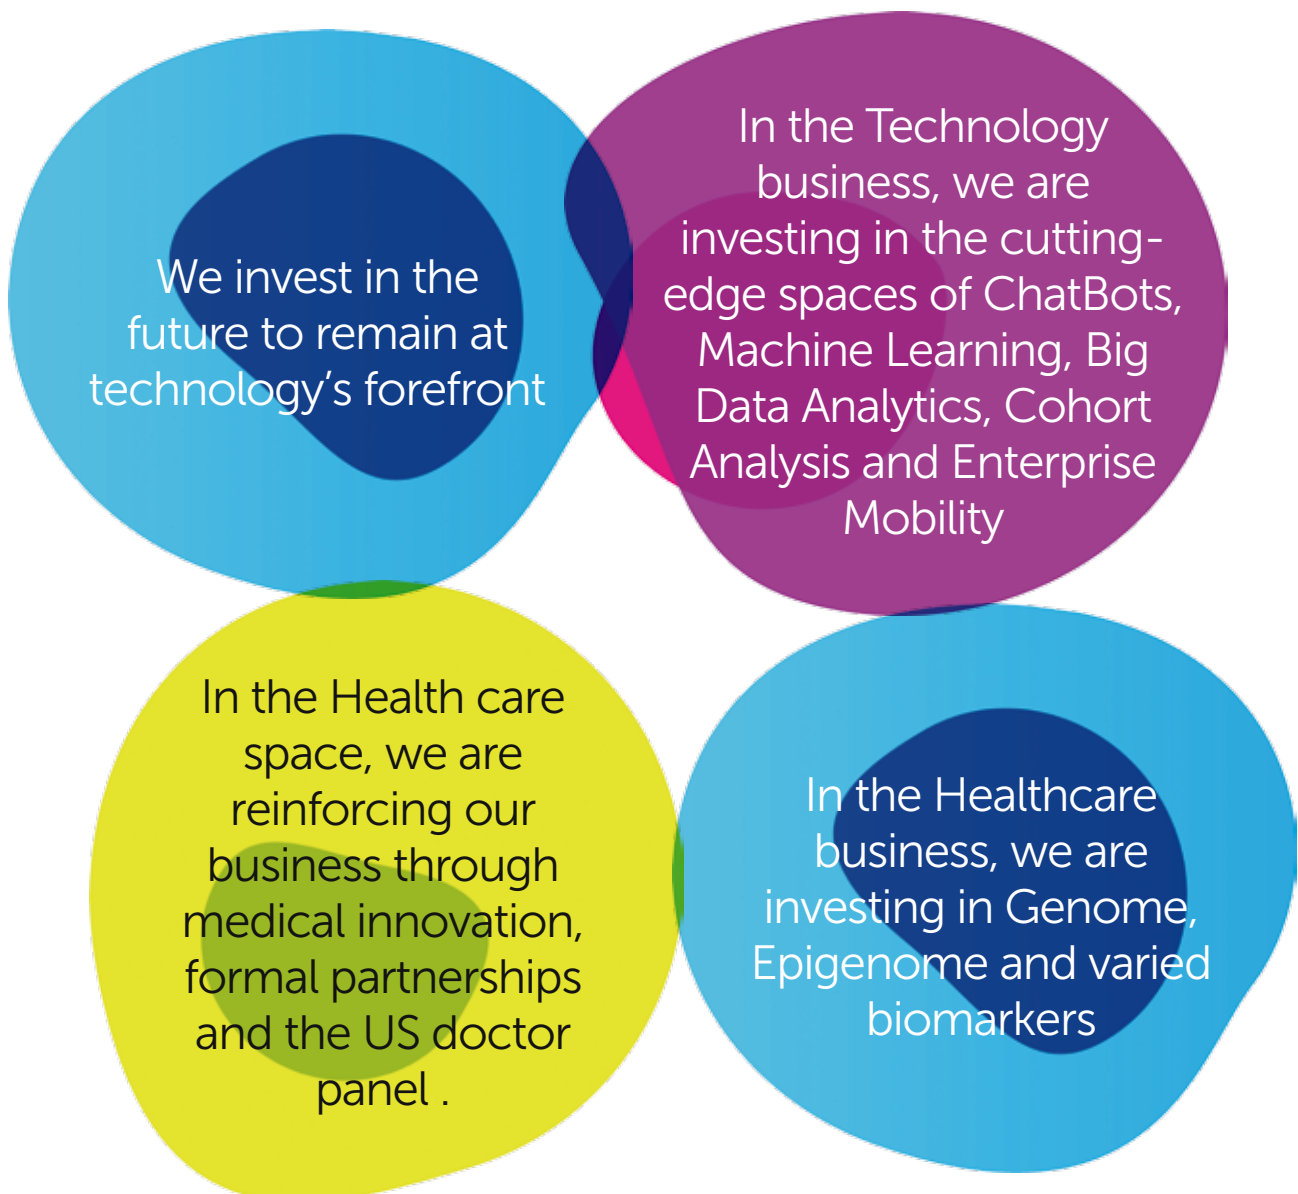 We invest in the
future to remain at
technology’s forefront
In the Technology
business, we are
investing in the cutting-
edge spaces of ChatBots,
Machine Learning, Big
Data Analytics, Cohort
Analysis and Enterprise
Mobility
In the Health care
space, we are
reinforcing our
business through
medical innovation,
formal partnerships
and the US doctor
panel .
In the Healthcare
business, we are
investing in Genome,
Epigenome and varied
biomarkers